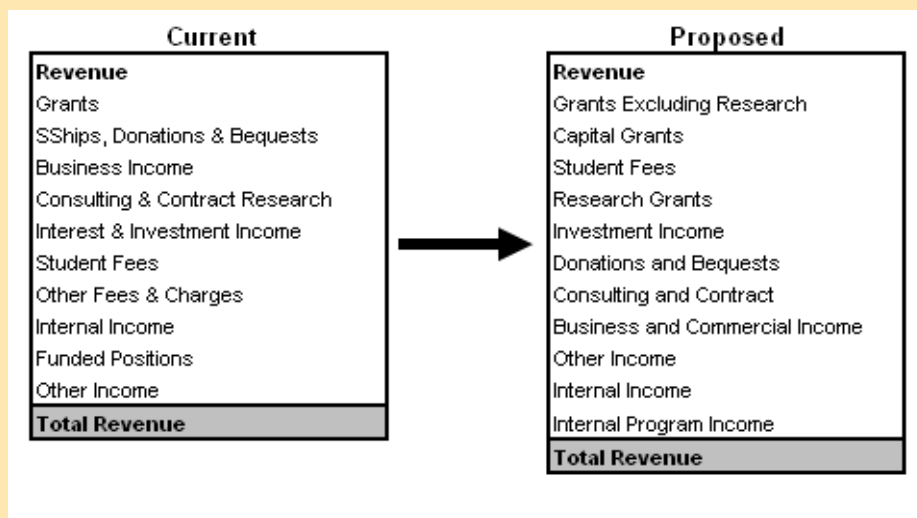 Current
Revenue
Grants
SShips, Donations & Bequests
Business Income
Consulting & Contract Research
Interest & Investment Income
Student Fees
Other Fees & Charges
Internal Income
Funded Positions
Other Income
Total Revenue
Proposed
Revenue
Grants Excluding Research
Capital Grants
Student Fees
Research Grants
Investment Income
Donations and Bequests
Consulting and Contract
Business and Commercial Income
Other Income
Internal Income
Internal Program Income
Total Revenue